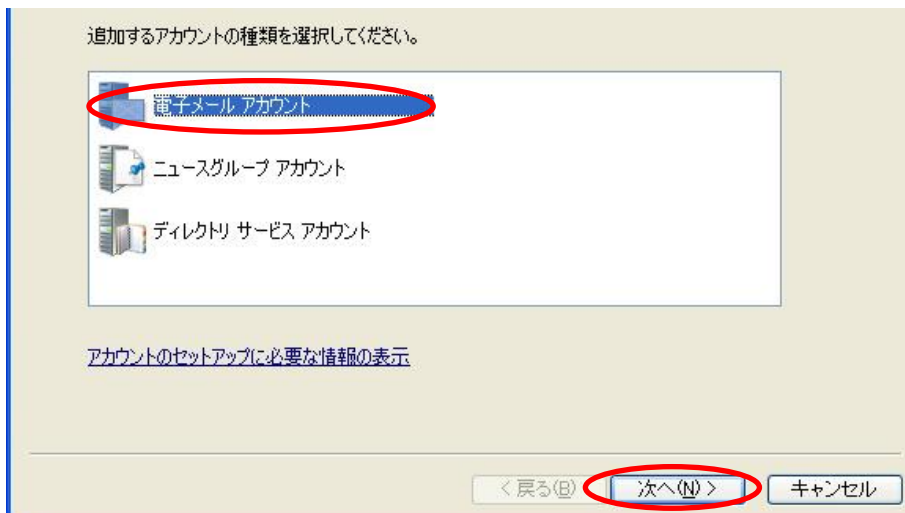 追加するアカウントの種類を選択してください。
電子メール アカウント
ニュースグループ アカウント
ディレクトリ サービス アカウント
アカウントのセットアップに必要な情報の表示
< 戻る(B) 次へ(N) > キャンセル